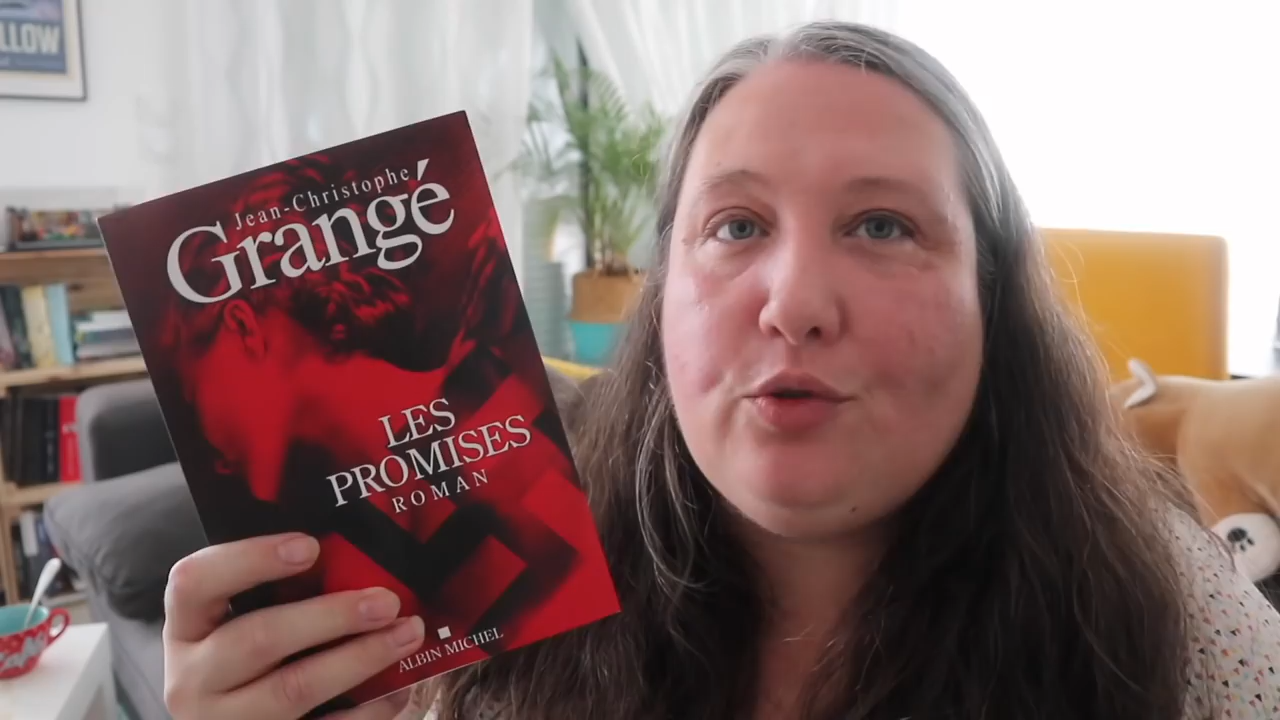 LLOW
Jean-Christophe
Grangé
LES
PROMISES
ROMAN
ALBIN MICHEL